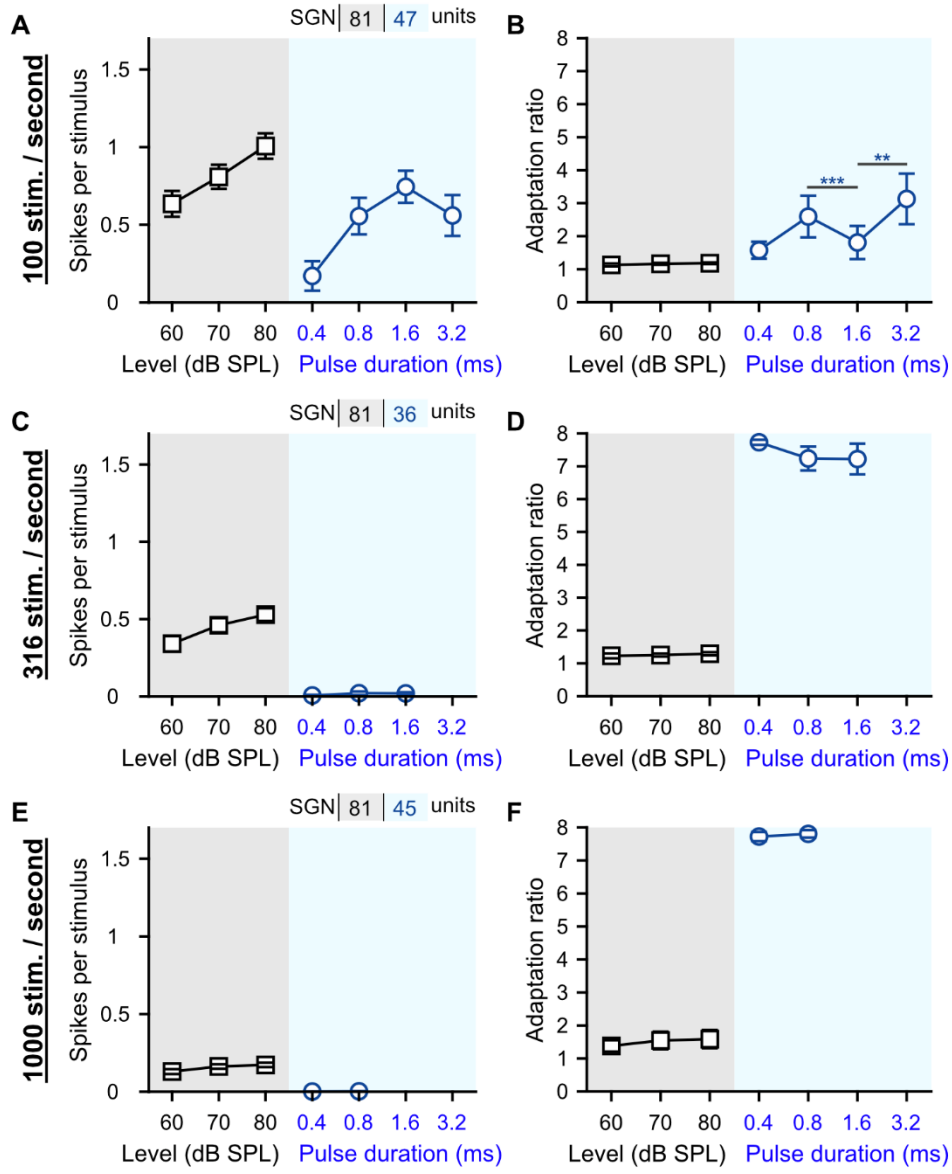 A
SGN 81 47 units
B
100 stim. / second
Spikes per stimulus
1.5
1
0.5
0
60 70 80 0.4 0.8 1.6 3.2
Level (dB SPL) Pulse duration (ms)
Adaptation ratio
8
7
6
5
4
3
2
1
0
*** **
60 70 80 0.4 0.8 1.6 3.2
Level (dB SPL) Pulse duration (ms)
C
SGN 81 36 units
D
316 stim. / second
Spikes per stimulus
1.5
1
0.5
0
60 70 80 0.4 0.8 1.6 3.2
Level (dB SPL) Pulse duration (ms)
Adaptation ratio
8
7
6
5
4
3
2
1
0
60 70 80 0.4 0.8 1.6 3.2
Level (dB SPL) Pulse duration (ms)
E
SGN 81 45 units
F
1000 stim. / second
Spikes per stimulus
1.5
1
0.5
0
60 70 80 0.4 0.8 1.6 3.2
Level (dB SPL) Pulse duration (ms)
Adaptation ratio
8
7
6
5
4
3
2
1
0
60 70 80 0.4 0.8 1.6 3.2
Level (dB SPL) Pulse duration (ms)